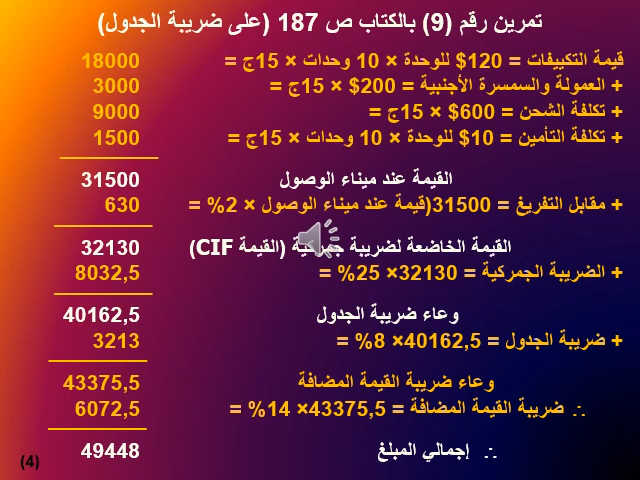 تمرين رقم (9) بالكتاب ص 187 (على ضريبة الجدول)
قيمة التكييفات = 120$ للوحدة × 10 وحدات × 15ج = 18000
+ العمولة والسمسرة الأجنبية = 200$ × 15ج = 3000
+ تكلفة الشحن = 600$ × 15ج = 9000
+ تكلفة التأمين = 10$ للوحدة × 10 وحدات × 15ج = 1500
القيمة عند ميناء الوصول 31500
+ مقابل التفريغ = 31500(قيمة عند ميناء الوصول × 2% = 630
القيمة الخاضعة لضريبة جمركية (القيمة CIF) 32130
+ الضريبة الجمركية = 32130× 25% = 8032,5
وعاء ضريبة الجدول 40162,5
+ ضريبة الجدول = 40162,5× 8% = 3213
وعاء ضريبة القيمة المضافة 43375,5
∴ ضريبة القيمة المضافة = 43375,5× 14% = 6072,5
∴ إجمالي المبلغ 49448
(4)